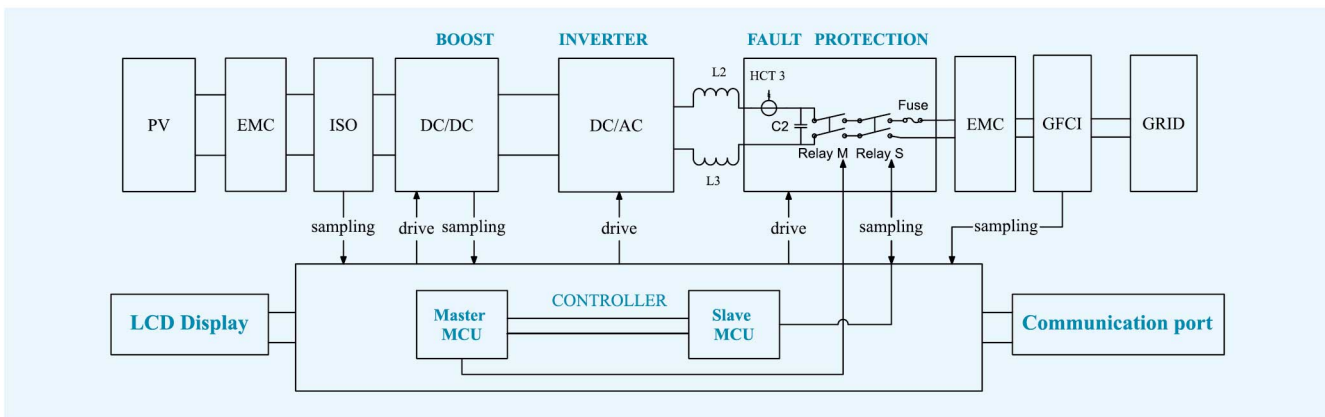 BOOST INVERTER FAULT PROTECTION
PV
EMC
ISO
DC/DC
DC/AC
L2
L3
HCT 3
C2
Fuse
Relay M
Relay S
EMC
GFCI
GRID
sampling
drive
sampling
drive
drive
sampling
sampling
LCD Display
CONTROLLER
Master
MCU
Slave
MCU
Communication port